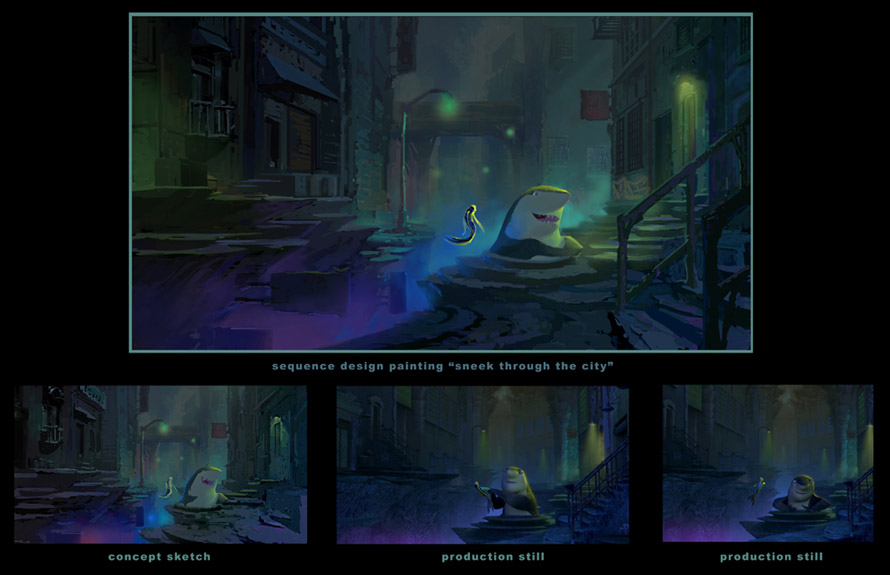 sequence design painting “sneek through the city”
concept sketch
production still
production still